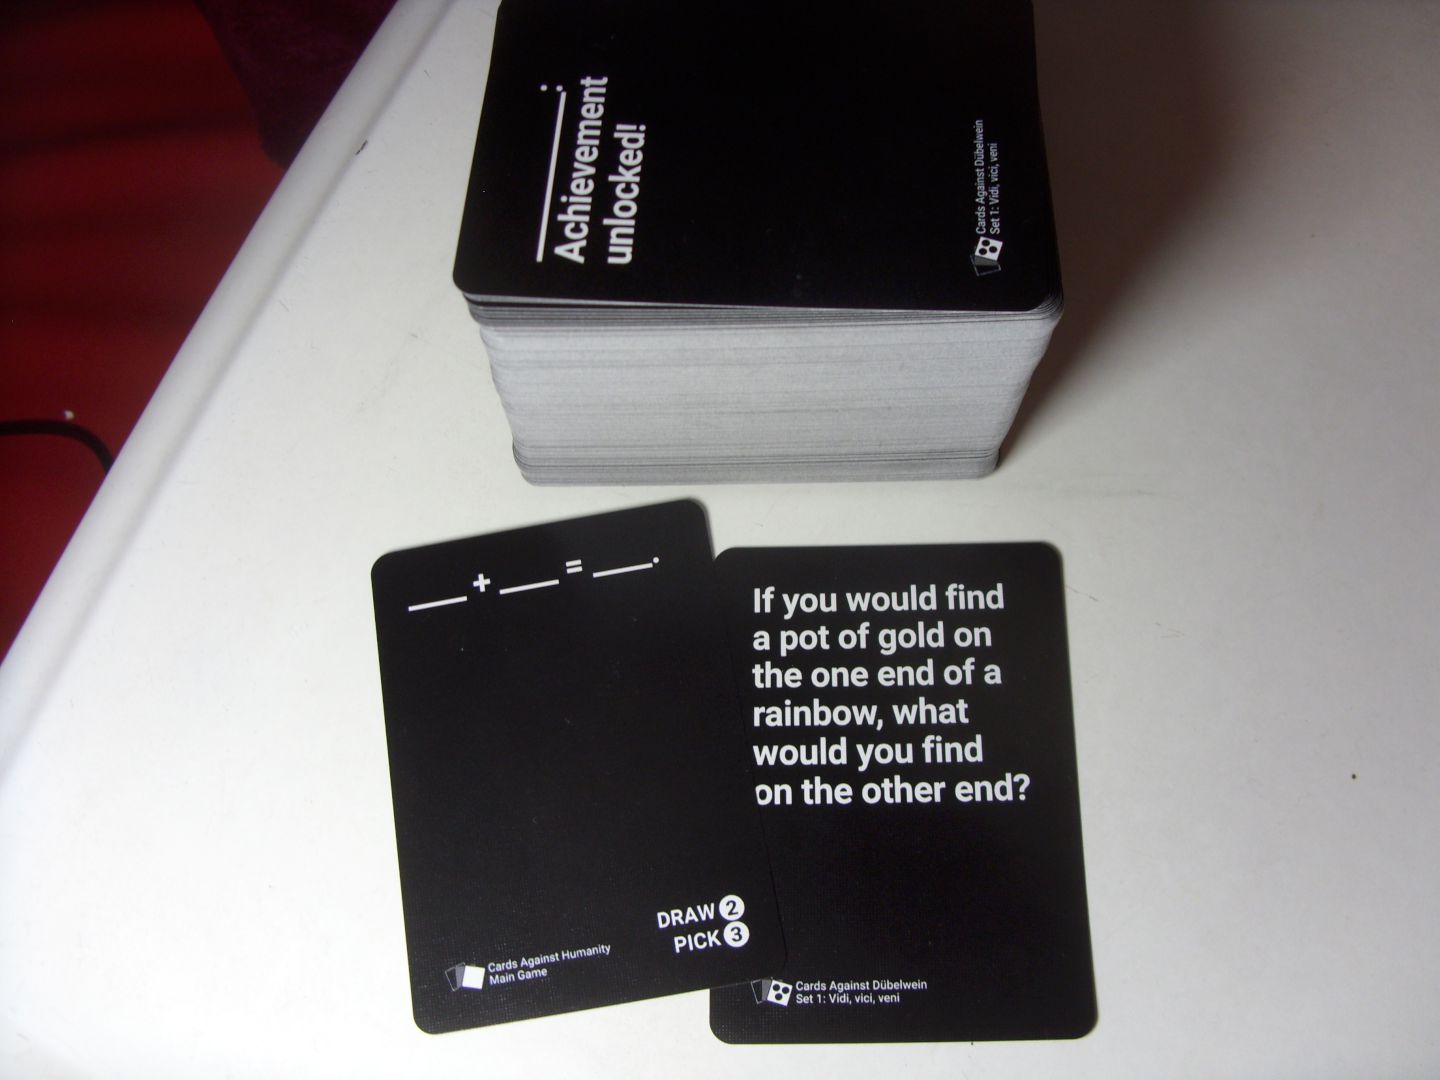 _______:
Achievement
unlocked!
Cards Against Dübelwein
Set 1: Vidi, vici, veni
___ + ___ = ___.
DRAW 2
PICK 3
Cards Against Humanity
Main Game
If you would find
a pot of gold on
the one end of a
rainbow, what
would you find
on the other end?
Cards Against Dübelwein
Set 1: Vidi, vici, veni